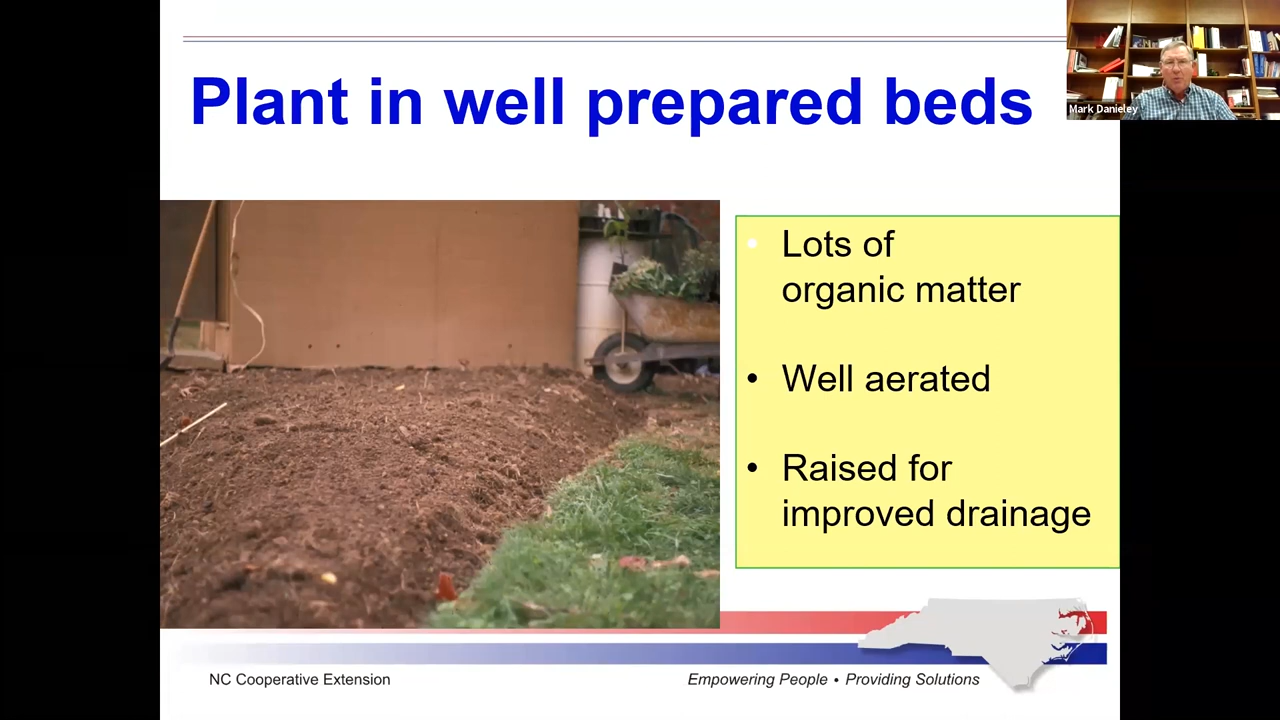 Plant in well prepared beds
Mark Danieley
• Lots of
organic matter
• Well aerated
• Raised for
improved drainage
NC Cooperative Extension
Empowering People • Providing Solutions